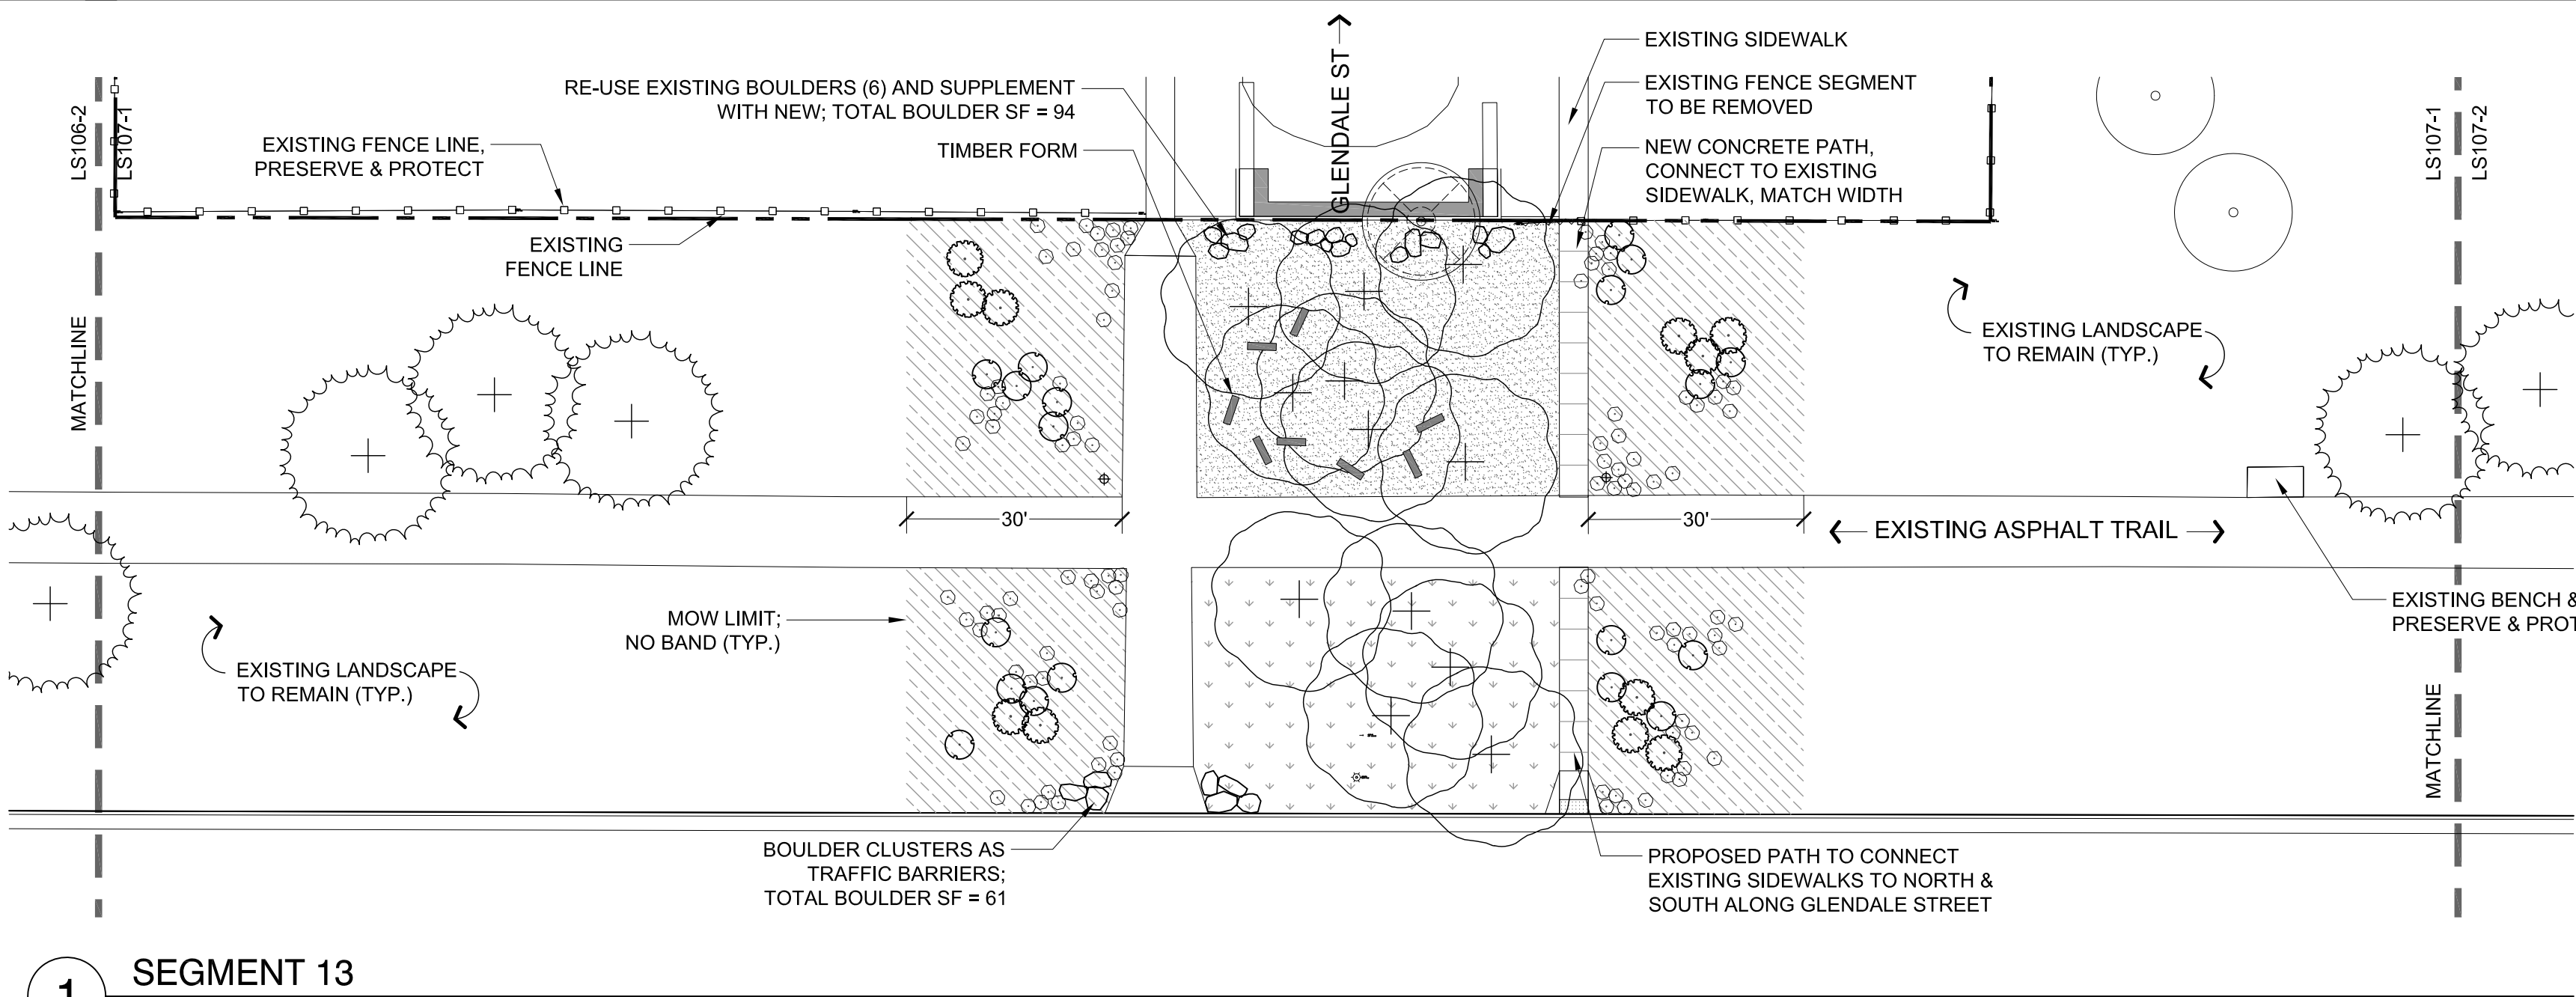 GLENDALE ST
EXISTING SIDEWALK
EXISTING FENCE SEGMENT
TO BE REMOVED
NEW CONCRETE PATH,
CONNECT TO EXISTING
SIDEWALK, MATCH WIDTH
RE-USE EXISTING BOULDERS (6) AND SUPPLEMENT
WITH NEW; TOTAL BOULDER SF = 94
TIMBER FORM
EXISTING FENCE LINE,
PRESERVE & PROTECT
LS106-2
LS107-1
LS107-1
LS107-2
EXISTING
FENCE LINE
MATCHLINE
EXISTING LANDSCAPE
TO REMAIN (TYP.)
30'
30'
EXISTING ASPHALT TRAIL
MOW LIMIT;
NO BAND (TYP.)
EXISTING BENCH &
PRESERVE & PROT
EXISTING LANDSCAPE
TO REMAIN (TYP.)
MATCHLINE
BOULDER CLUSTERS AS
TRAFFIC BARRIERS;
TOTAL BOULDER SF = 61
PROPOSED PATH TO CONNECT
EXISTING SIDEWALKS TO NORTH &
SOUTH ALONG GLENDALE STREET
1
SEGMENT 13